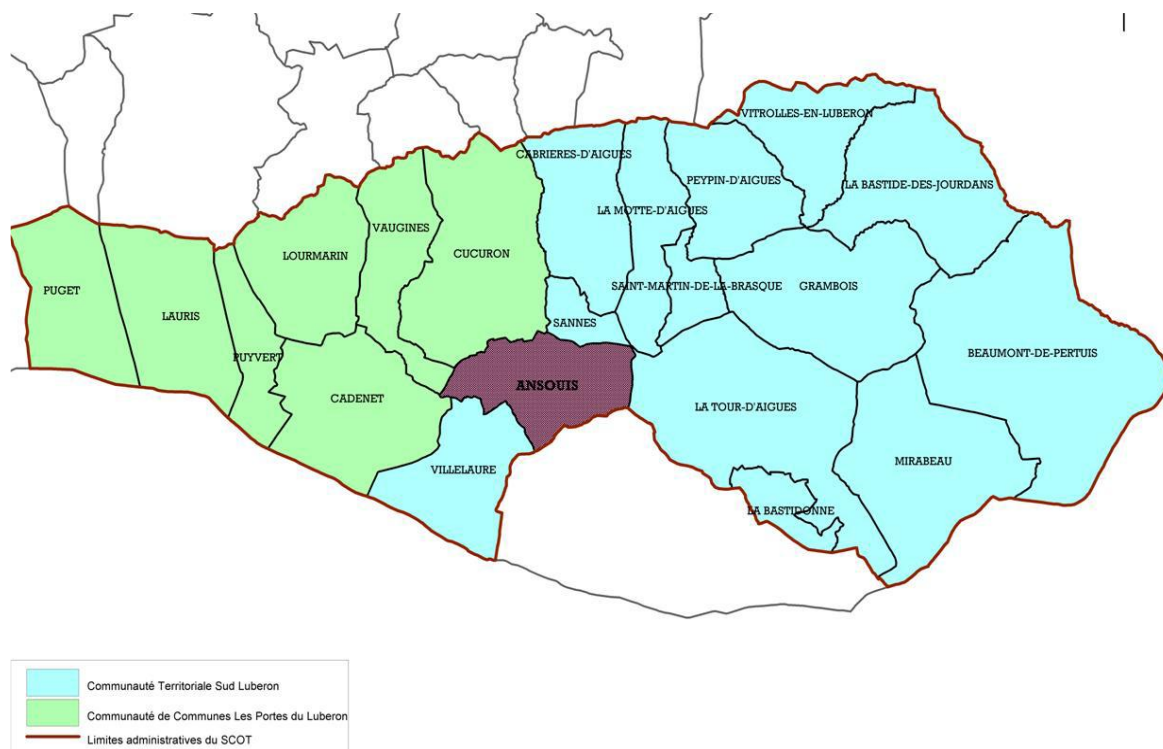 VITROLLES-EN-LUBERON
CABRIERES-D'AIGUES
PEYPIN-D'AIGUES
LA BASTIDE-DES-JOURDANS
LA MOTTE-D'AIGUES
VAUGINES
CUCURON
LOURMARIN
PUGET
SAINT-MARTIN-DE-LA-BRASQUE
GRAMBOIS
LAURIS
SANNES
PUYVERT
BEAUMONT-DE-PERTUIS
ANSOUIS
CADENET
LA TOUR-D'AIGUES
MIRABEAU
VILLELAURE
LA BASTIDONNE
Communauté Territoriale Sud Luberon
Communauté de Communes Les Portes du Luberon
Limites administratives du SCOT